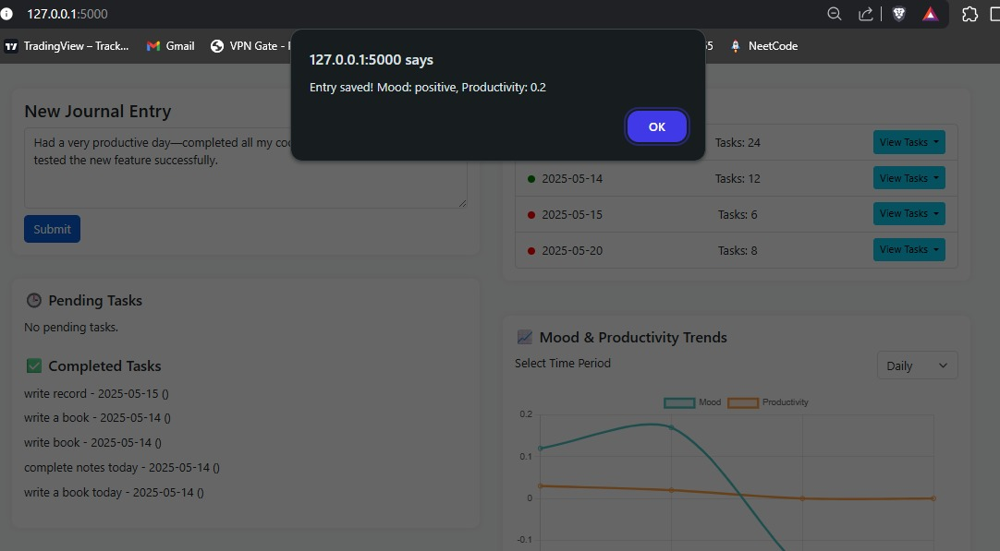 127.0.0.1:5000
TradingView – Track...
Gmail
VPN Gate -
NeetCode
127.0.0.1:5000 says
Entry saved! Mood: positive, Productivity: 0.2
OK
New Journal Entry
Had a very productive day—completed all my
tested the new feature successfully.
Submit
Tasks: 24
View Tasks
2025-05-14
Tasks: 12
View Tasks
2025-05-15
Tasks: 6
View Tasks
2025-05-20
Tasks: 8
View Tasks
Pending Tasks
No pending tasks.
Completed Tasks
write record - 2025-05-15 ()
write a book - 2025-05-14 ()
write book - 2025-05-14 ()
complete notes today - 2025-05-14 ()
write a book today - 2025-05-14 ()
Mood & Productivity Trends
Select Time Period
Daily
Mood
Productivity
0.2
0.1
0
-0.1